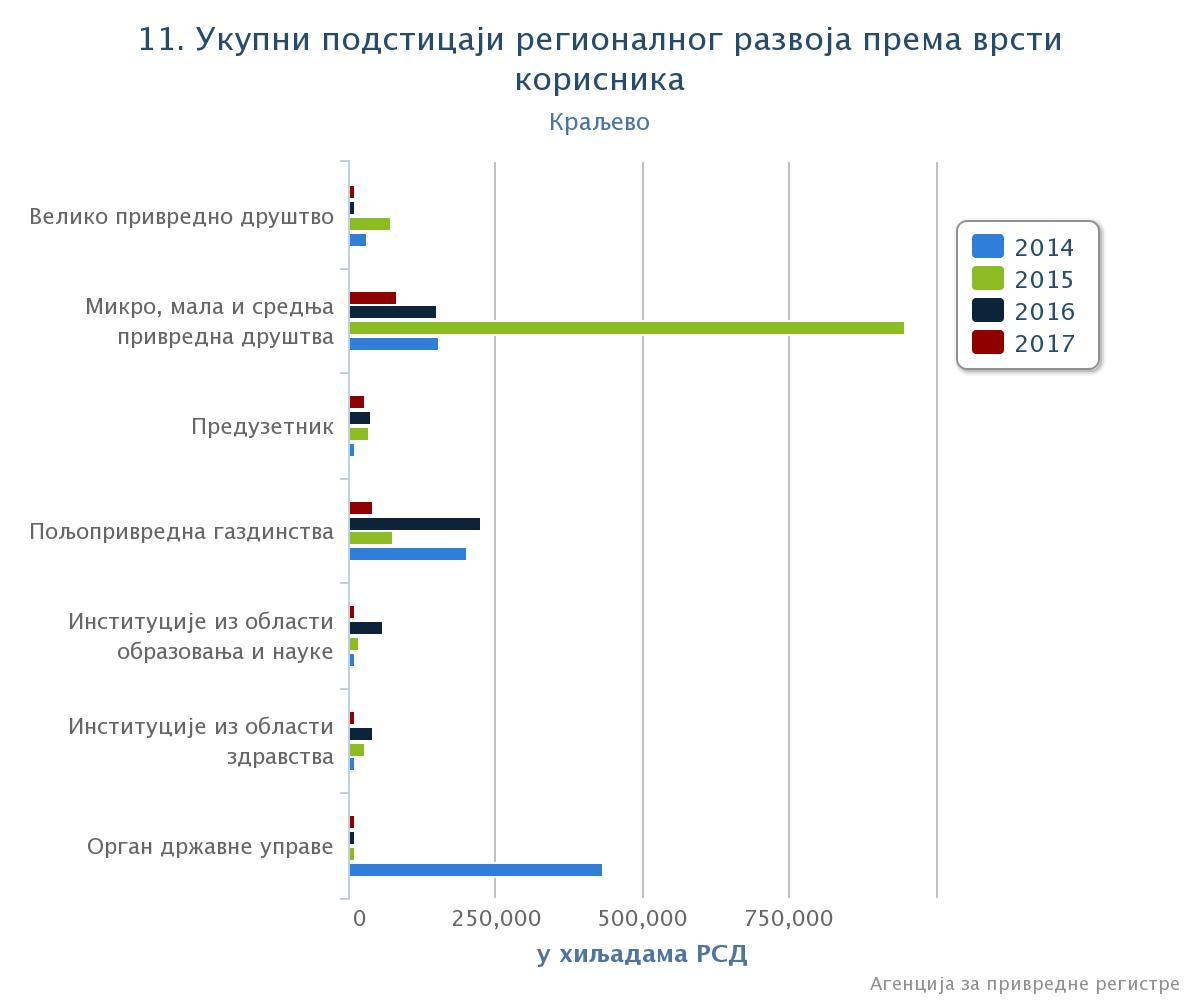 11. Укупни подстицаји регионалног развоја према врсти
корисника
Краљево
Велико привредно друштво
Микро, мала и средња
привредна друштва
Предузетник
Пољопривредна газдинства
Институције из области
образовања и науке
Институције из области
здравства
Орган државне управе
2014
2015
2016
2017
0 250,000 500,000 750,000
у хиљадама РСД
Агенција за привредне регистре